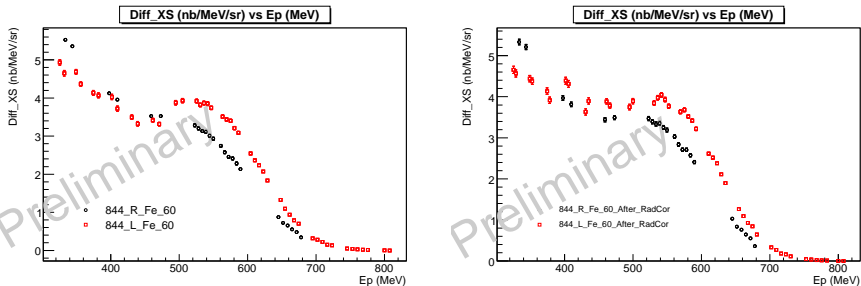 Diff_XS (nb/MeV/sr) vs Ep (MeV)
Diff_XS (nb/MeV/sr)
5
4
3
2
1
0
Preliminary
844_R_Fe_60
844_L_Fe_60
400 500 600 700 800
Ep (MeV)
Diff_XS (nb/MeV/sr) vs Ep (MeV)
Diff_XS (nb/MeV/sr)
5
4
3
2
1
0
Preliminary
844_R_Fe_60_After_RadCor
844_L_Fe_60_After_RadCor
400 500 600 700 800
Ep (MeV)